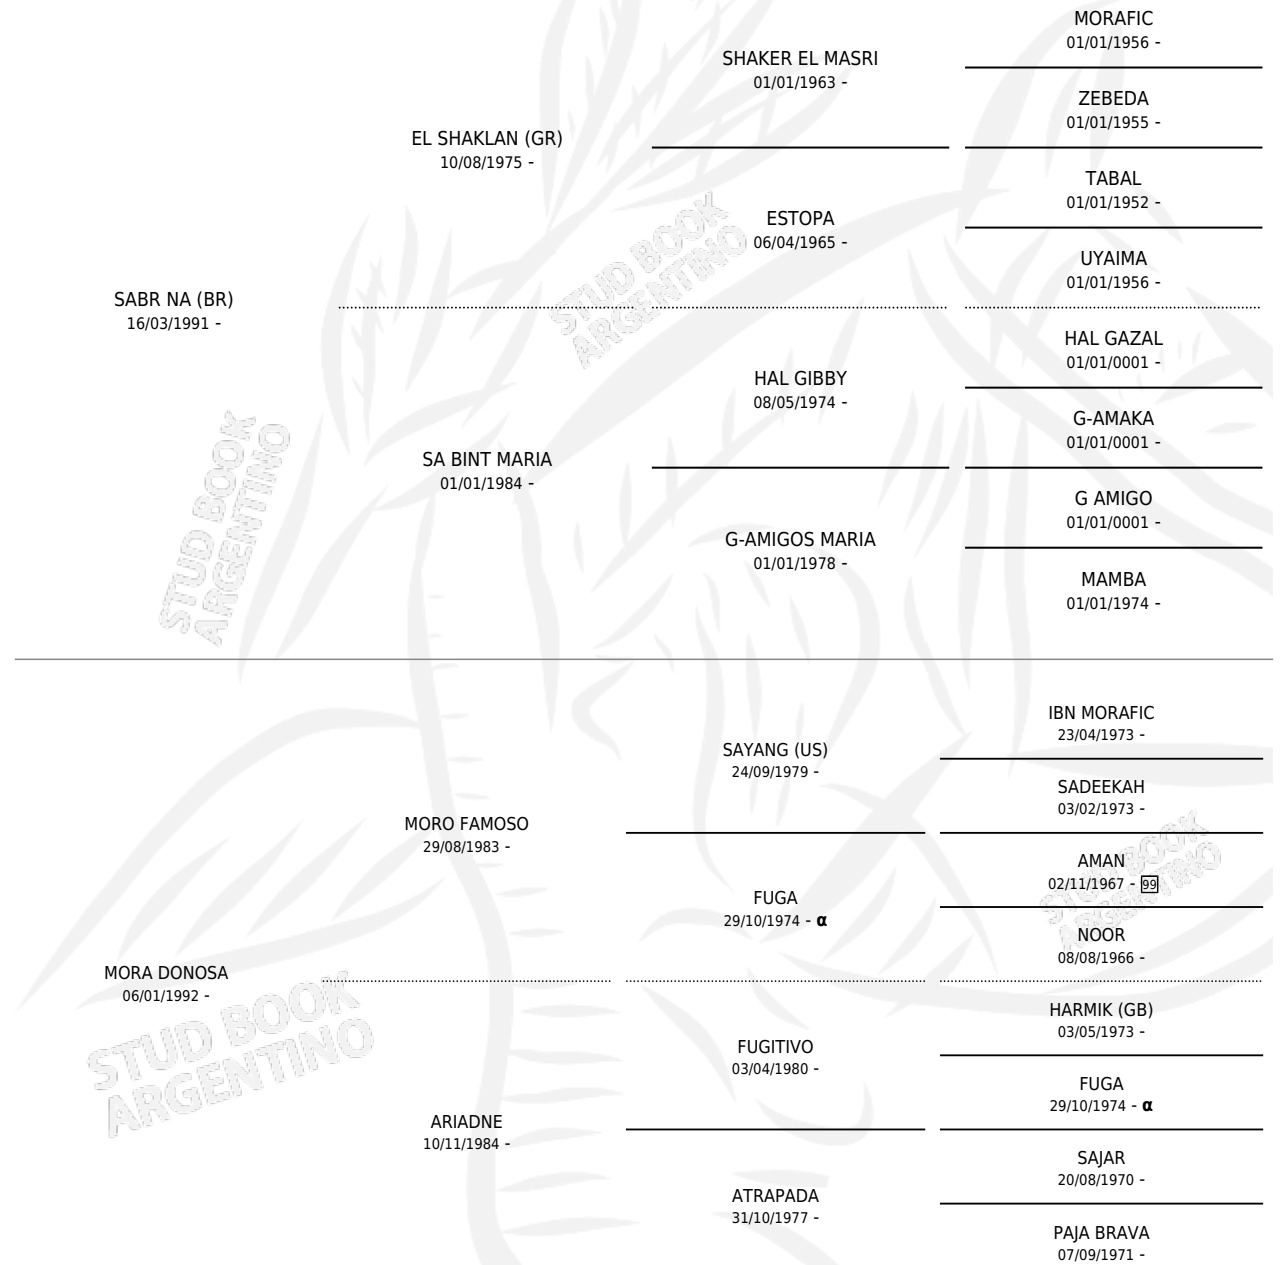 MORAFIC
01/01/1956 -
SHAKER EL MASRI
01/01/1963 -
ZEBEDA
01/01/1955 -
EL SHAKLAN (GR)
10/08/1975 -
TABAL
01/01/1952 -
ESTOPA
06/04/1965 -
UYAIMA
01/01/1956 -
SABR NA (BR)
16/03/1991 -
HAL GAZAL
01/01/0001 -
HAL GIBBY
08/05/1974 -
G-AMAKA
01/01/0001 -
SA BINT MARIA
01/01/1984 -
G AMIGO
01/01/0001 -
G-AMIGOS MARIA
01/01/1978 -
MAMBA
01/01/1974 -
IBN MORAFIC
23/04/1973 -
SAYANG (US)
24/09/1979 -
SADEEKAH
03/02/1973 -
MORO FAMOSO
29/08/1983 -
AMAN
02/11/1967 - 99
FUGA
29/10/1974 - α
NOOR
08/08/1966 -
MORA DONOSA
06/01/1992 -
HARMIK (GB)
03/05/1973 -
FUGITIVO
03/04/1980 -
FUGA
29/10/1974 - α
ARIADNE
10/11/1984 -
SAJAR
20/08/1970 -
ATRAPADA
31/10/1977 -
PAJA BRAVA
07/09/1971 -
STUD BOOK
ARGENTINO
STUD BOOK
ARGENTINO
STUD BOOK
ARGENTINO
STUD BOOK
ARGENTINO